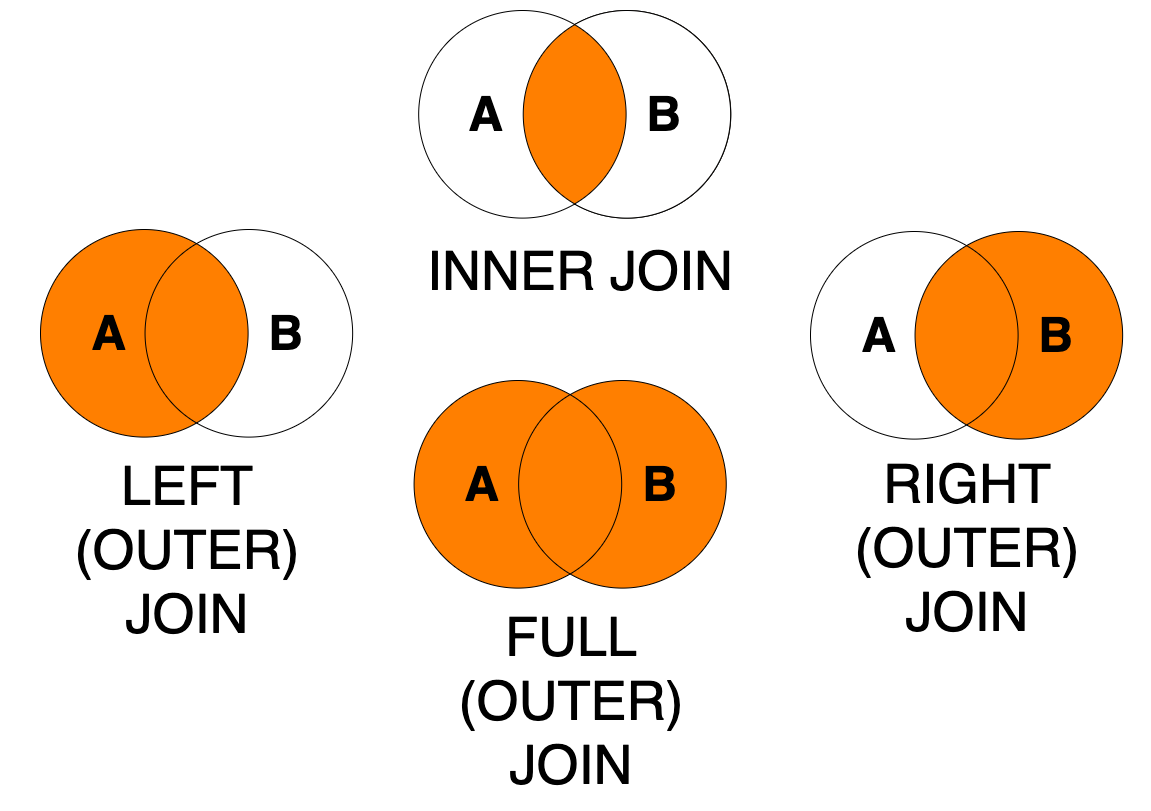 A B
INNER JOIN
A B
LEFT
(OUTER)
JOIN
A B
FULL
(OUTER)
JOIN
A B
RIGHT
(OUTER)
JOIN